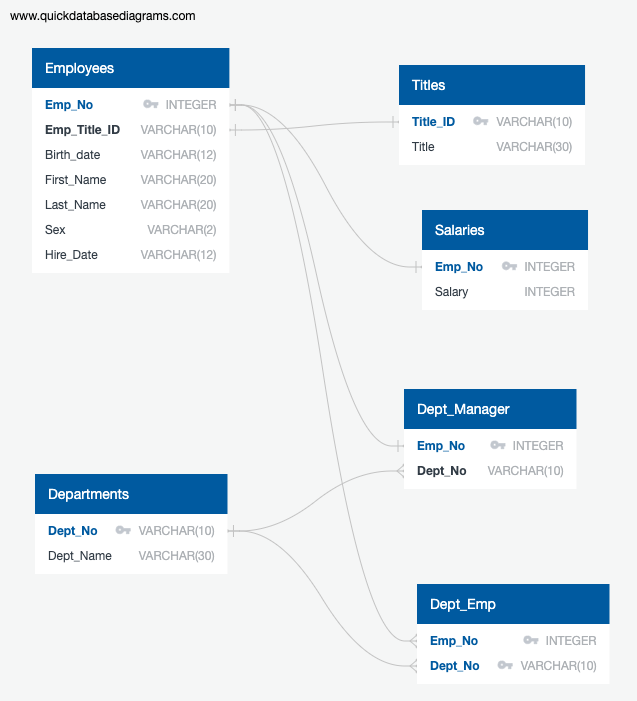 www.quickdatabasediagrams.com
Employees
Emp_No INTEGER
Emp_Title_ID VARCHAR(10)
Birth_date VARCHAR(12)
First_Name VARCHAR(20)
Last_Name VARCHAR(20)
Sex VARCHAR(2)
Hire_Date VARCHAR(12)
Titles
Title_ID VARCHAR(10)
Title VARCHAR(30)
Salaries
Emp_No INTEGER
Salary INTEGER
Dept_Manager
Emp_No INTEGER
Dept_No VARCHAR(10)
Departments
Dept_No VARCHAR(10)
Dept_Name VARCHAR(30)
Dept_Emp
Emp_No INTEGER
Dept_No VARCHAR(10)